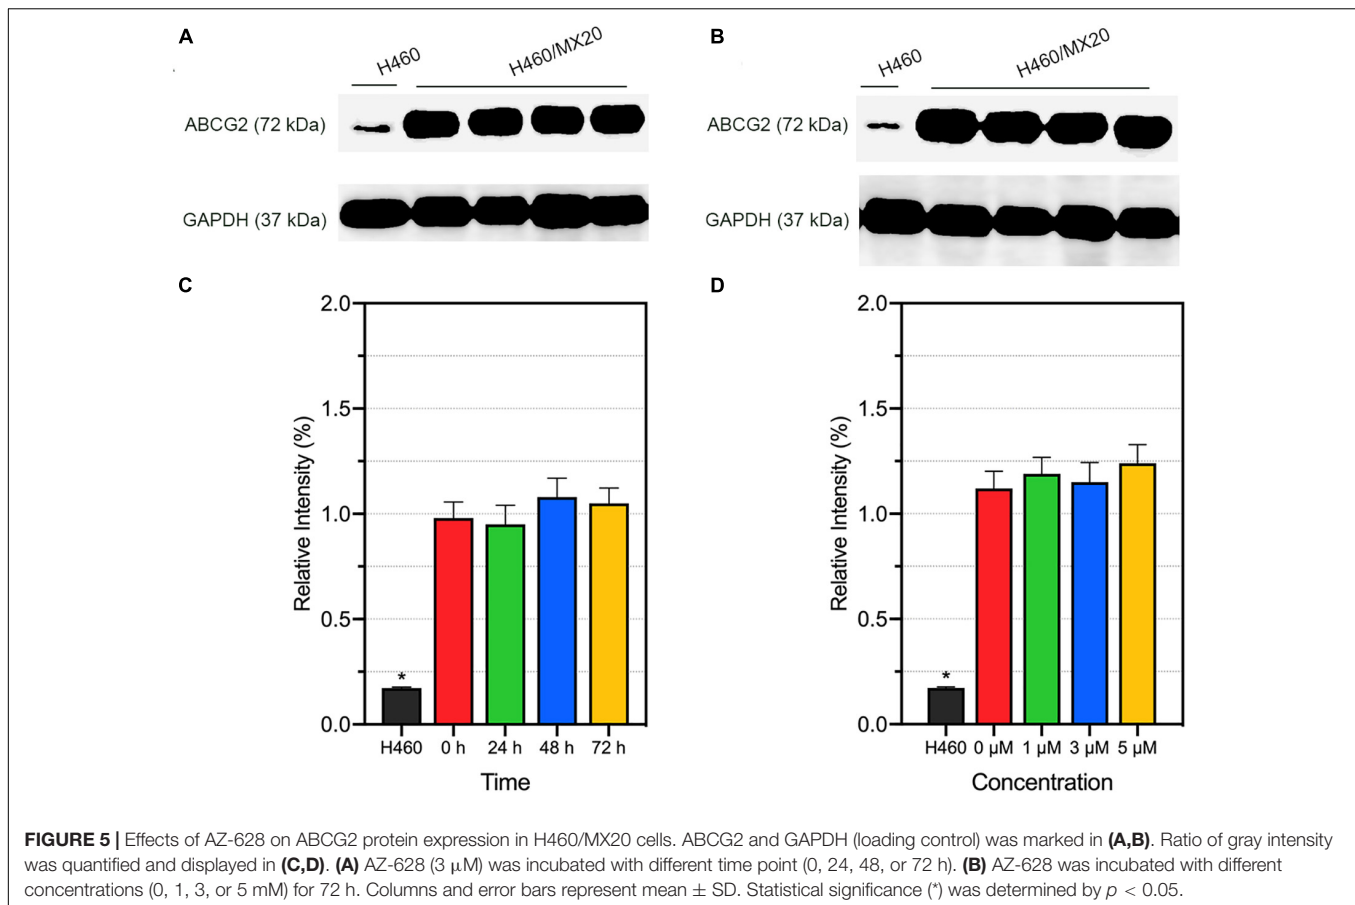 A
H460
H460/MX20
ABCG2 (72 kDa)
GAPDH (37 kDa)
B
H460
H460/MX20
ABCG2 (72 kDa)
GAPDH (37 kDa)
C
2.0
1.5
1.0
0.5
0.0
Relative Intensity (%)
*
H460 0 h 24 h 48 h 72 h
Time
D
2.0
1.5
1.0
0.5
0.0
Relative Intensity (%)
*
H460 0 µM 1 µM 3 µM 5 µM
Concentration
FIGURE 5 | Effects of AZ-628 on ABCG2 protein expression in H460/MX20 cells. ABCG2 and GAPDH (loading control) was marked in (A,B). Ratio of gray intensity
was quantified and displayed in (C,D). (A) AZ-628 (3 µM) was incubated with different time point (0, 24, 48, or 72 h). (B) AZ-628 was incubated with different
concentrations (0, 1, 3, or 5 mM) for 72 h. Columns and error bars represent mean ± SD. Statistical significance (*) was determined by p < 0.05.